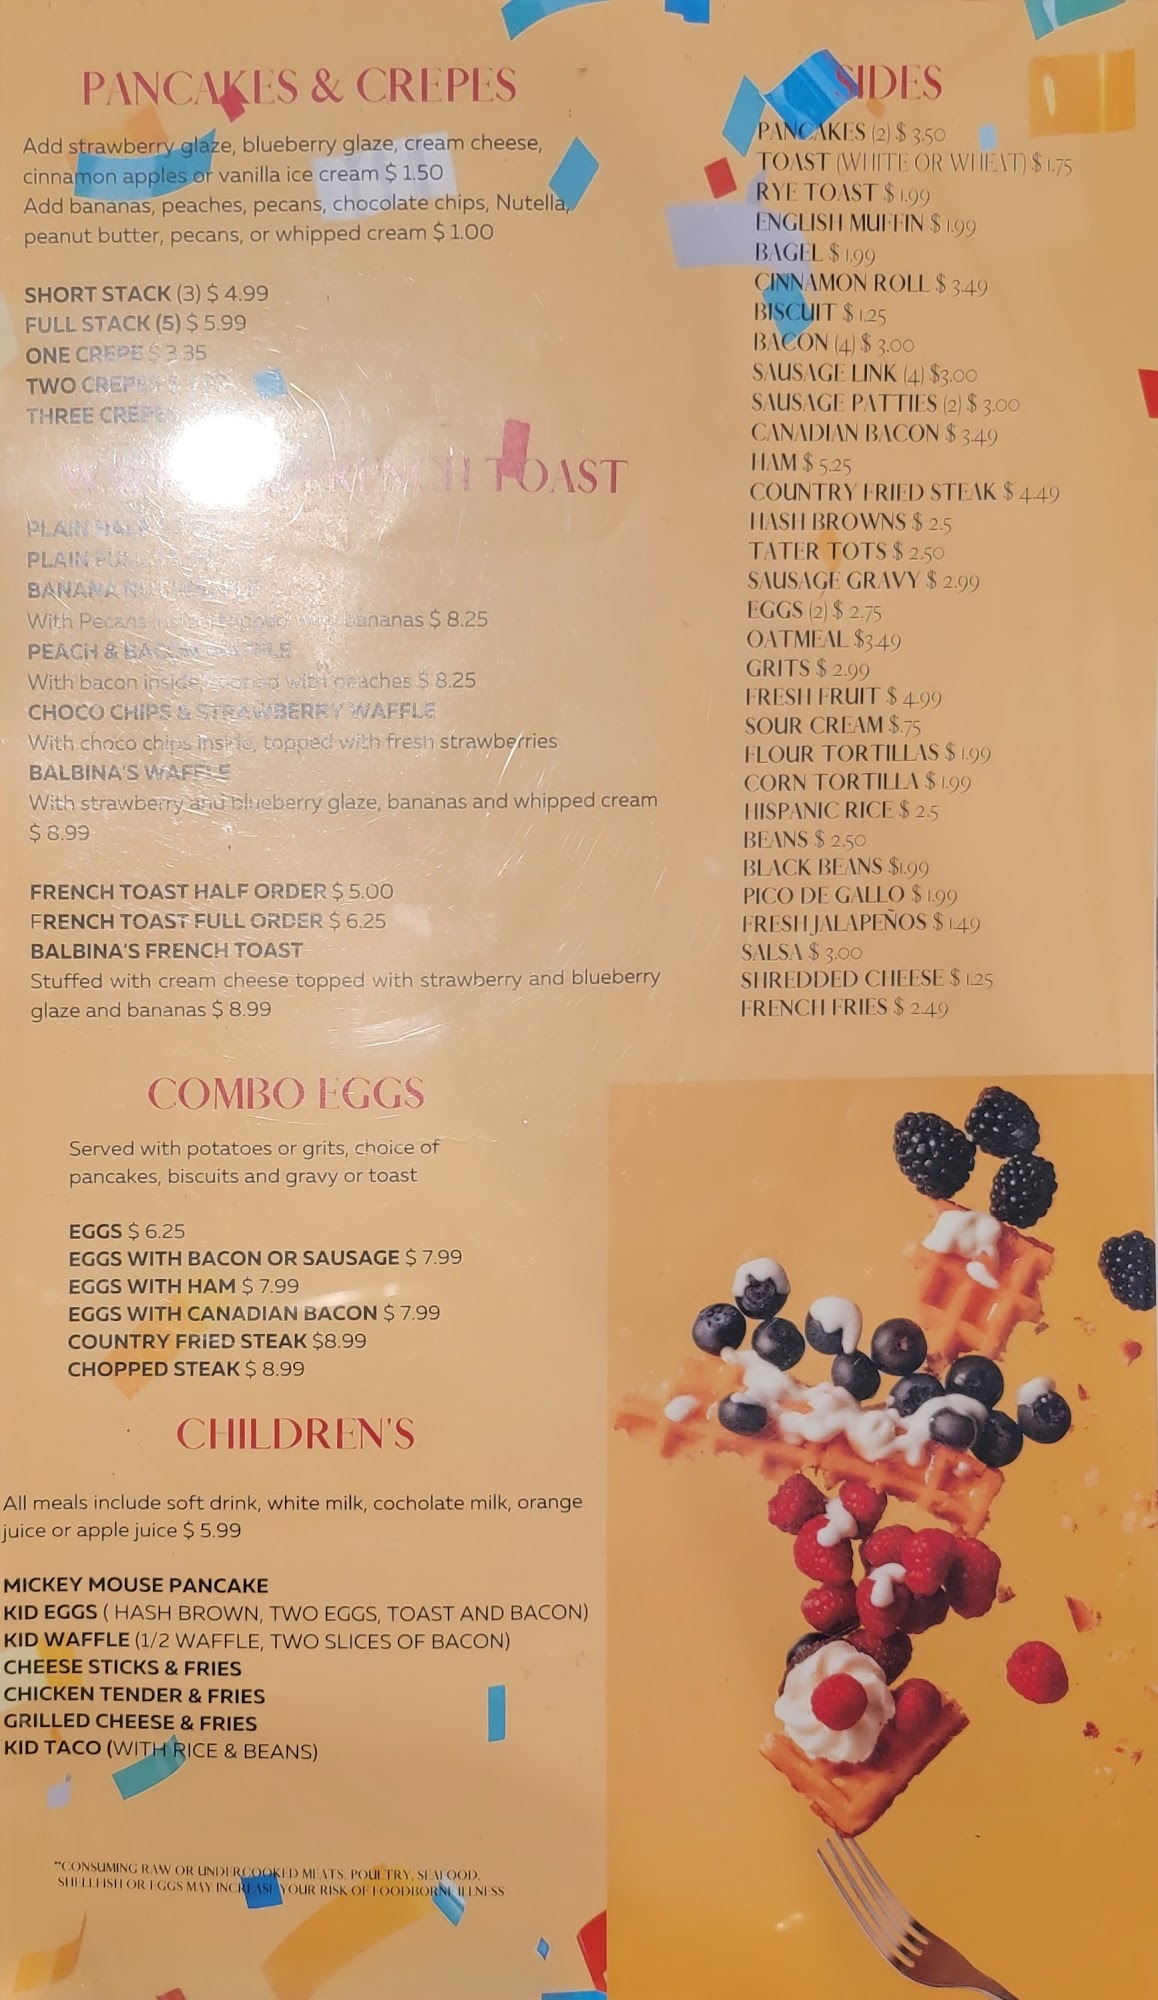 PANCAKES & CREPES
Add strawberry glaze, blueberry glaze, cream cheese,
cinnamon apples or vanilla ice cream $ 1.50
Add bananas, peaches, pecans, chocolate chips, Nutella,
peanut butter, pecans, or whipped cream $ 1.00
SHORT STACK (3) $ 4.99
FULL STACK (5) $ 5.99
ONE CREPE $ 3.35
TWO CREPES
THREE CREPES
FRENCH TOAST
PLAIN HALF
PLAIN FULL
BANANA NUT WAFFLE
With Pecans inside, topped with bananas $ 8.25
PEACH & BACON WAFFLE
With bacon inside, topped with peaches $ 8.25
CHOCO CHIPS & STRAWBERRY WAFFLE
With choco chips inside, topped with fresh strawberries
BALBINA'S WAFFLE
With strawberry and blueberry glaze, bananas and whipped cream
$ 8.99
FRENCH TOAST HALF ORDER $ 5.00
FRENCH TOAST FULL ORDER $ 6.25
BALBINA'S FRENCH TOAST
Stuffed with cream cheese topped with strawberry and blueberry
glaze and bananas $ 8.99
COMBO EGGS
Served with potatoes or grits, choice of
pancakes, biscuits and gravy or toast
EGGS $ 6.25
EGGS WITH BACON OR SAUSAGE $ 7.99
EGGS WITH HAM $ 7.99
EGGS WITH CANADIAN BACON $ 7.99
COUNTRY FRIED STEAK $8.99
CHOPPED STEAK $ 8.99
CHILDREN'S
All meals include soft drink, white milk, cocholate milk, orange
juice or apple juice $ 5.99
MICKEY MOUSE PANCAKE
KID EGGS ( HASH BROWN, TWO EGGS, TOAST AND BACON)
KID WAFFLE (1/2 WAFFLE, TWO SLICES OF BACON)
CHEESE STICKS & FRIES
CHICKEN TENDER & FRIES
GRILLED CHEESE & FRIES
KID TACO (WITH RICE & BEANS)
**CONSUMING RAW OR UNDERCOOKED MEATS, POULTRY, SEAFOOD,
SHELLFISH OR EGGS MAY INCREASE YOUR RISK OF FOODBORNE ILLNESS
SIDES
PANCAKES (2) $ 3.50
TOAST (WHITE OR WHEAT) $ 1.75
RYE TOAST $ 1.99
ENGLISH MUFFIN $ 1.99
BAGEL $ 1.99
CINNAMON ROLL $ 3.49
BISCUIT $ 1.25
BACON (4) $ 3.00
SAUSAGE LINK (4) $3.00
SAUSAGE PATTIES (2) $ 3.00
CANADIAN BACON $ 3.49
HAM $ 5.25
COUNTRY FRIED STEAK $ 4.49
HASH BROWNS $ 2.5
TATER TOTS $ 2.50
SAUSAGE GRAVY $ 2.99
EGGS (2) $ 2.75
OATMEAL $3.49
GRITS $ 2.99
FRESH FRUIT $ 4.99
SOUR CREAM $.75
FLOUR TORTILLAS $ 1.99
CORN TORTILLA $ 1.99
HISPANIC RICE $ 2.5
BEANS $ 2.50
BLACK BEANS $1.99
PICO DE GALLO $ 1.99
FRESH JALAPEÑOS $ 1.49
SALSA $ 3.00
SHREDDED CHEESE $ 1.25
FRENCH FRIES $ 2.49